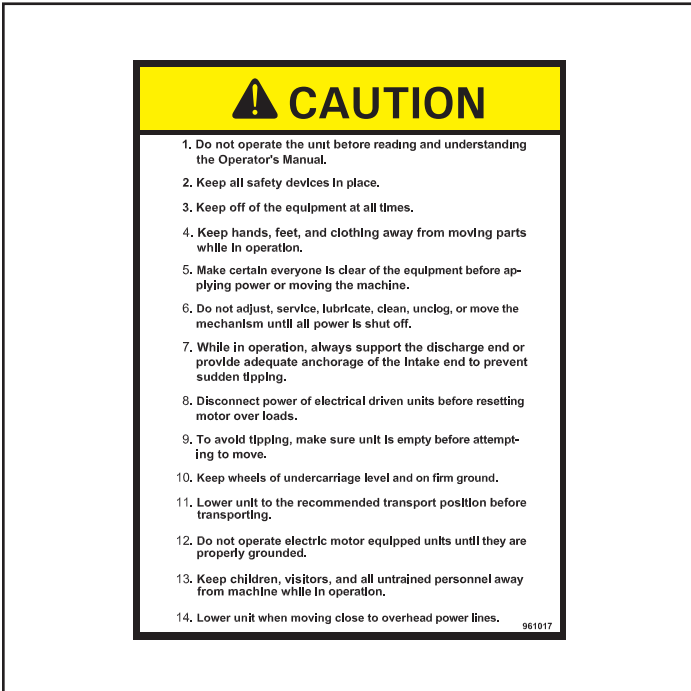 CAUTION
1. Do not operate the unit before reading and understanding
the Operator's Manual.
2. Keep all safety devices in place.
3. Keep off of the equipment at all times.
4. Keep hands, feet, and clothing away from moving parts
while in operation.
5. Make certain everyone is clear of the equipment before ap-
plying power or moving the machine.
6. Do not adjust, service, lubricate, clean, unclog, or move the
mechanism until all power is shut off.
7. While in operation, always support the discharge end or
provide adequate anchorage of the intake end to prevent
sudden tipping.
8. Disconnect power of electrical driven units before resetting
motor over loads.
9. To avoid tipping, make sure unit is empty before attempt-
ing to move.
10. Keep wheels of undercarriage level and on firm ground.
11. Lower unit to the recommended transport position before
transporting.
12. Do not operate electric motor equipped units until they are
properly grounded.
13. Keep children, visitors, and all untrained personnel away
from machine while in operation.
14. Lower unit when moving close to overhead power lines.
961017